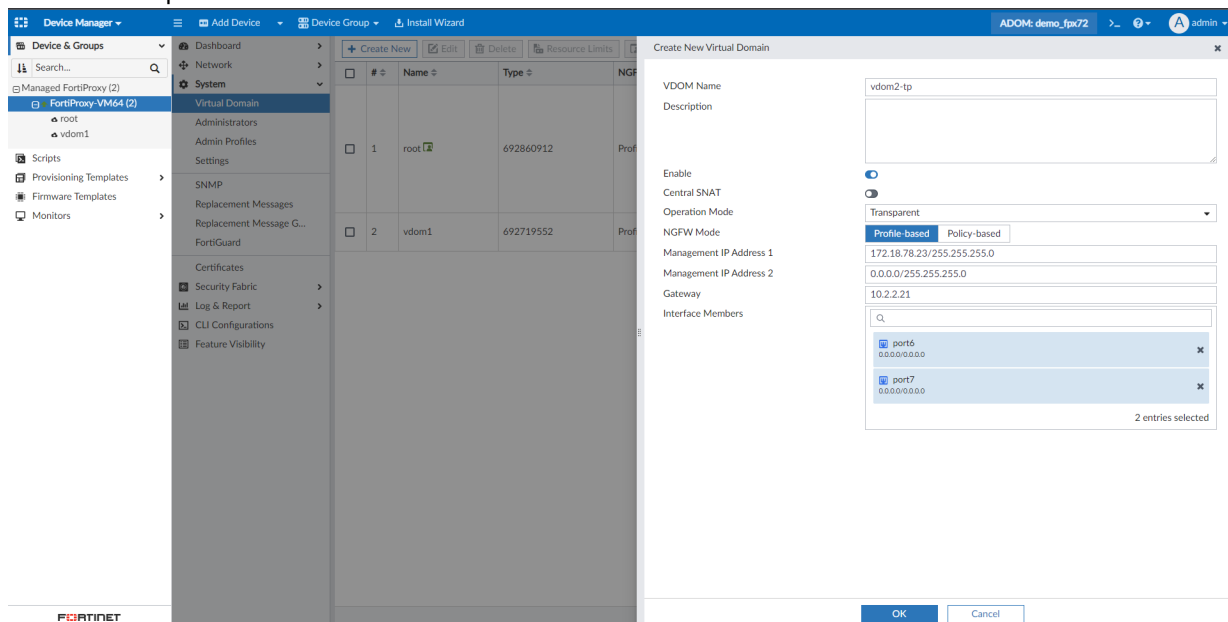 Device Manager
Add Device
Device Group
Install Wizard
ADOM: demo_fpx72
>_
A admin
Device & Groups
Search...
Managed FortiProxy (2)
FortiProxy-VM64 (2)
root
vdom1
Scripts
Provisioning Templates
Firmware Templates
Monitors
FORTINET
Dashboard
Network
System
Virtual Domain
Administrators
Admin Profiles
Settings
SNMP
Replacement Messages
Replacement Message G...
FortiGuard
Certificates
Security Fabric
Log & Report
CLI Configurations
Feature Visibility
+ Create New Edit Delete Resource Limits
# Name Type NGF
1 root 692860912 Prof
2 vdom1 692719552 Prof
Create New Virtual Domain
VDOM Name vdom2-tp
Description
Enable
Central SNAT
Operation Mode Transparent
NGFW Mode Profile-based Policy-based
Management IP Address 1 172.18.78.23/255.255.255.0
Management IP Address 2 0.0.0.0/255.255.255.0
Gateway 10.2.2.21
Interface Members
port6
0.0.0.0/0.0.0.0
port7
0.0.0.0/0.0.0.0
2 entries selected
OK Cancel